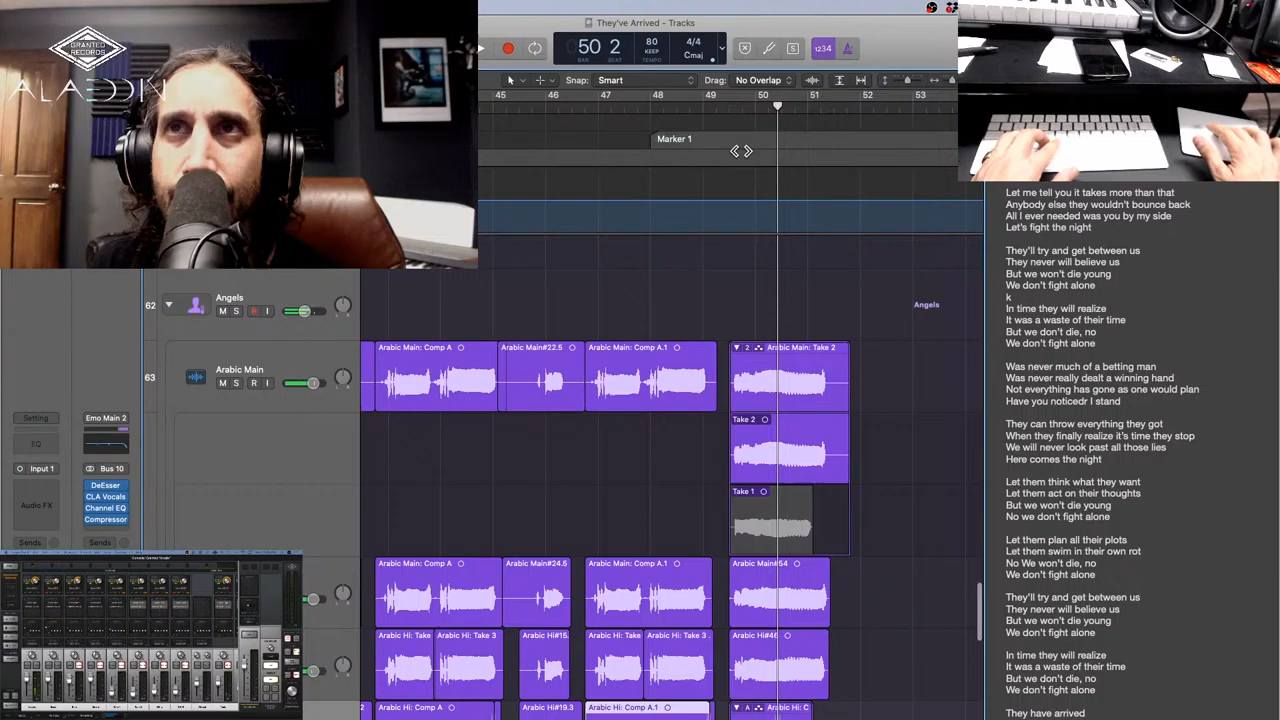 GRANTED
RECORDS
ALAEDDIN
They've Arrived - Tracks
50 2
BAR
BEAT
80
KEEP
TEMPO
4/4
Cmaj
S
1234
Snap:
Smart
Drag:
No Overlap
45
46
47
48
49
50
51
52
53
Marker 1
62
Angels
M
S
R
I
Angels
63
Arabic Main
M
S
R
I
Arabic Main: Comp A
Arabic Main#22.5
Arabic Main: Comp A.1
2
Arabic Main: Take 2
Take 2
Take 1
Setting
Emo Main 2
EQ
Input 1
Bus 10
Audio FX
DeEsser
CLA Vocals
Channel EQ
Compressor
Sends
Sends
Comp A
Arabic Main#24.5
Arabic Main: Comp A.1
Arabic Main#54
Arabic Hi: Take
Take 3
Arabic Hi#15.
Arabic Hi: Take
Take 3
Arabic Hi#46
2
Arabic Hi: Comp A
Arabic Hi#19.3
Arabic Hi: Comp A.1
A
Arabic Hi: C
Let me tell you it takes more than that
Anybody else they wouldn't bounce back
All I ever needed was you by my side
Let's fight the night
They'll try and get between us
They never will believe us
But we won't die young
We don't fight alone
k
In time they will realize
It was a waste of their time
But we don't die, no
We don't fight alone
Was never much of a betting man
Was never really dealt a winning hand
Not everything has gone as one would plan
Have you noticedr I stand
They can throw everything they got
When they finally realize it's time they stop
We will never look past all those lies
Here comes the night
Let them think what they want
Let them act on their thoughts
But we won't die young
No we don't fight alone
Let them plan all their plots
Let them swim in their own rot
No We won't die, no
We don't fight alone
They'll try and get between us
They never will believe us
But we won't die young
We don't fight alone
In time they will realize
It was a waste of their time
But we don't die, no
We don't fight alone
They have arrived